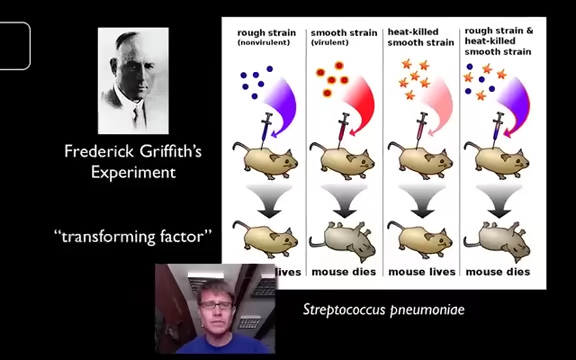 Frederick Griffith's
Experiment
"transforming factor"
rough strain
(nonvirulent)
smooth strain
(virulent)
heat-killed
smooth strain
rough strain &
heat-killed
smooth strain
lives
mouse dies
mouse lives
mouse dies
Streptococcus pneumoniae